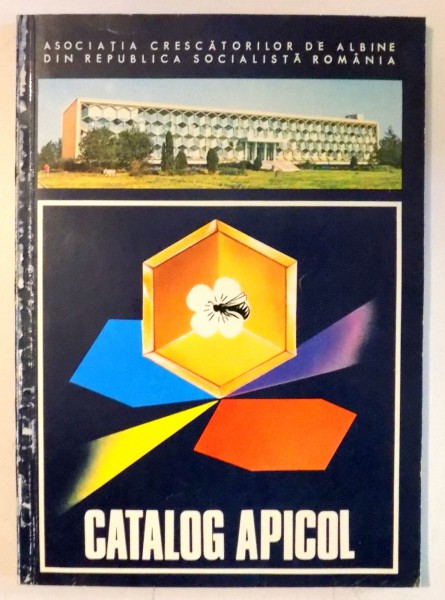 ASOCIAȚIA CRESCĂTORILOR DE ALBINE
DIN REPUBLICA SOCIALISTĂ ROMÂNIA
CATALOG APICOL